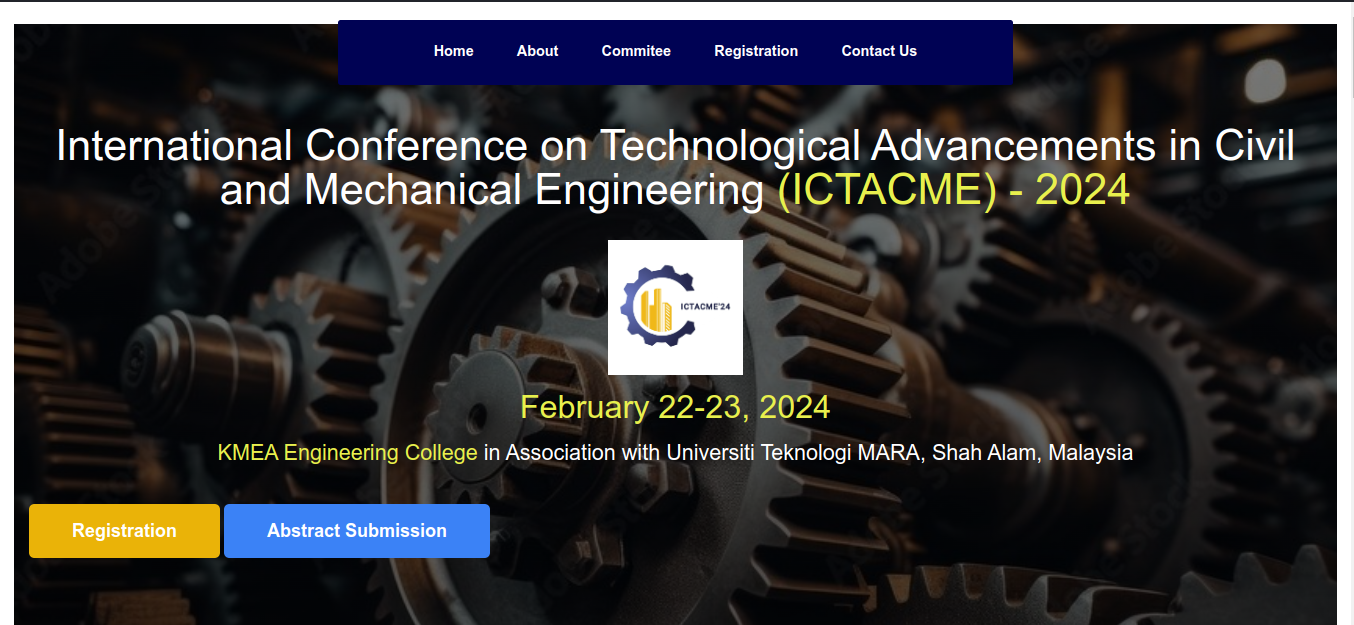 Home About Commitee Registration Contact Us
International Conference on Technological Advancements in Civil
and Mechanical Engineering (ICTACME) - 2024
ICTACME'24
February 22-23, 2024
KMEA Engineering College in Association with Universiti Teknologi MARA, Shah Alam, Malaysia
Registration Abstract Submission